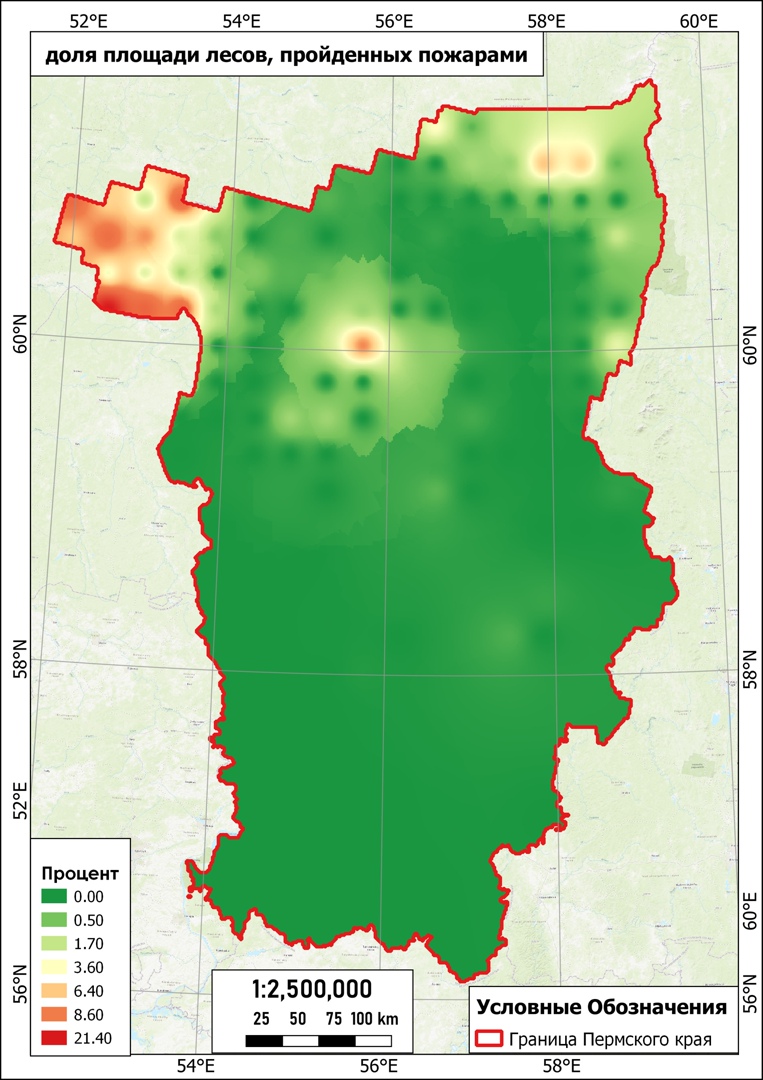 52°E 54°E 56°E 58°E 60°E
доля площади лесов, пройденных пожарами
60°N 60°N
58°N 58°N
52°E
60°E
56°N 56°N
Процент
0.00
0.50
1.70
3.60
6.40
8.60
21.40
1:2,500,000
25 50 75 100 km
Условные Обозначения
Граница Пермского края
54°E 56°E 58°E